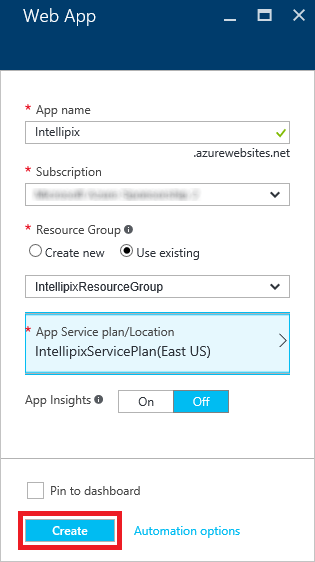 Web App
* App name
Intellipix
.azurewebsites.net
* Subscription
* Resource Group
Create new
Use existing
IntellipixResourceGroup
* App Service plan/Location
IntellipixServicePlan(East US)
App Insights
On
Off
Pin to dashboard
Create
Automation options